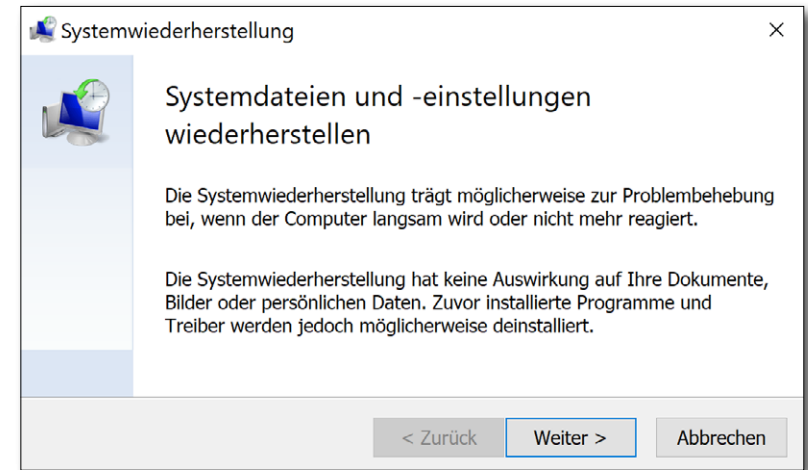 Systemwiederherstellung
Systemdateien und -einstellungen
wiederherstellen
Die Systemwiederherstellung trägt möglicherweise zur Problembehebung
bei, wenn der Computer langsam wird oder nicht mehr reagiert.
Die Systemwiederherstellung hat keine Auswirkung auf Ihre Dokumente,
Bilder oder persönlichen Daten. Zuvor installierte Programme und
Treiber werden jedoch möglicherweise deinstalliert.
< Zurück Weiter > Abbrechen